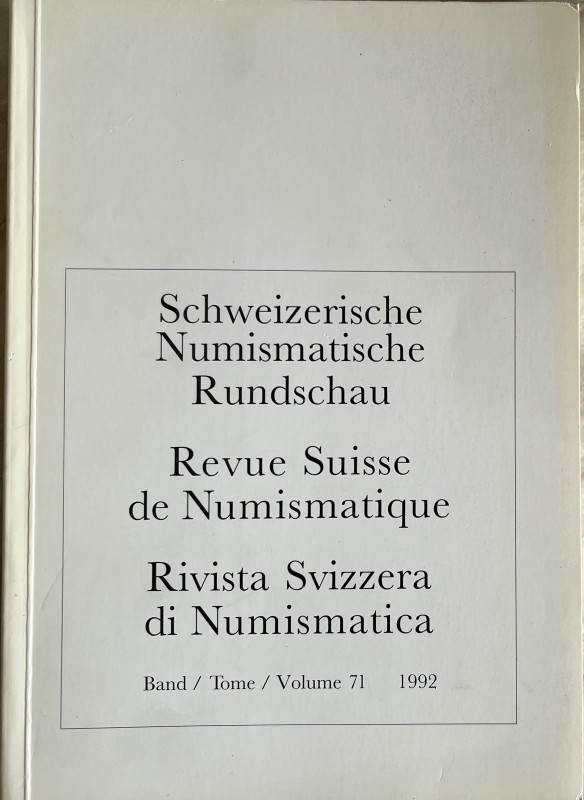 Schweizerische
Numismatische
Rundschau
Revue Suisse
de Numismatique
Rivista Svizzera
di Numismatica
Band / Tome / Volume 71 1992